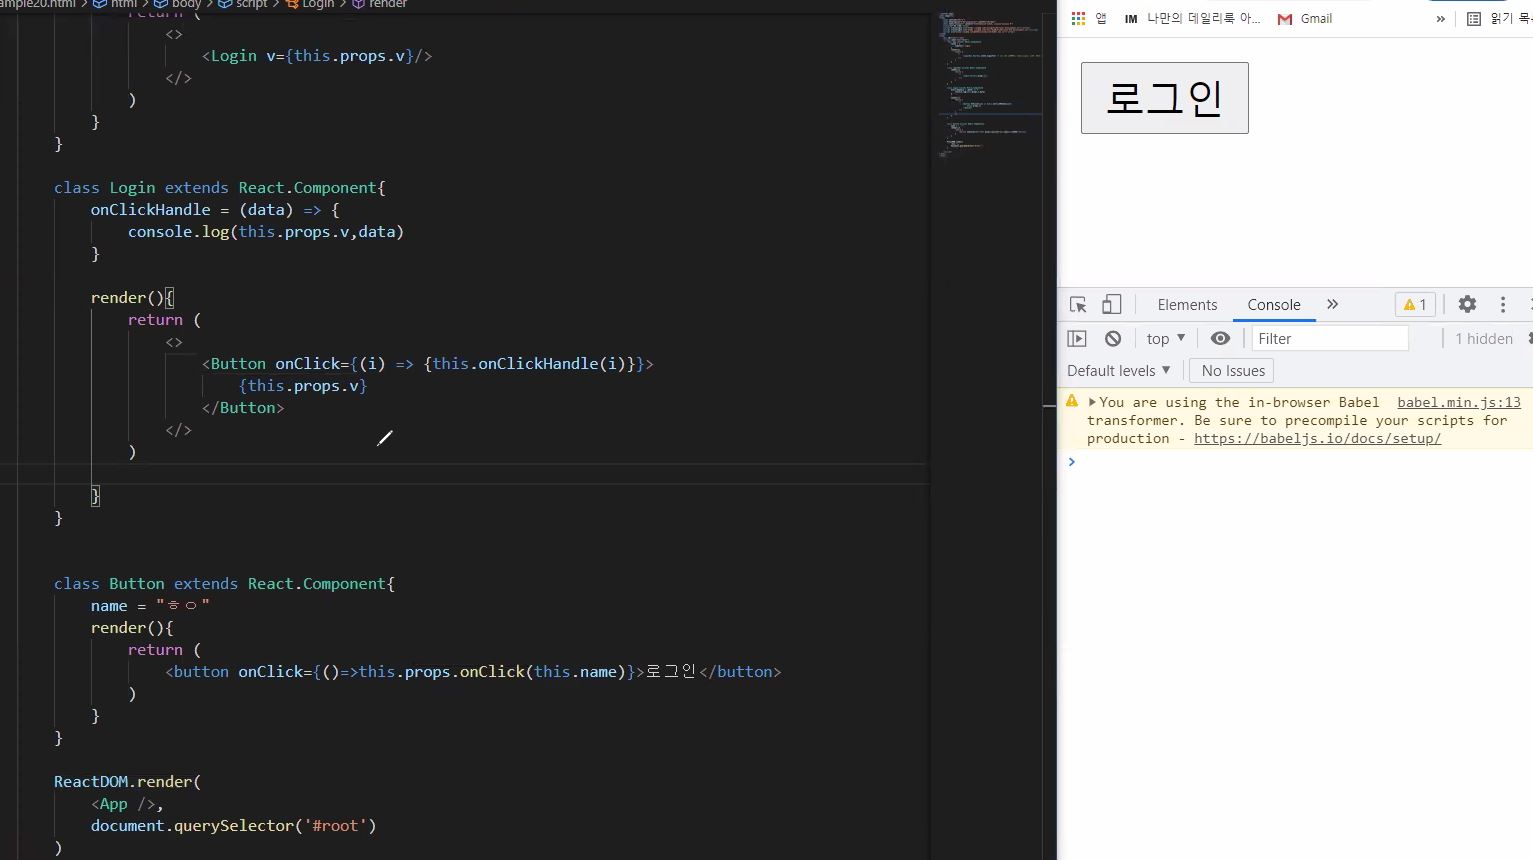 ample20.html > html > body > script > Login > render
return (
<>
<Login v={this.props.v}/>
</>
)
}
}
class Login extends React.Component{
onClickHandle = (data) => {
console.log(this.props.v,data)
}
render(){
return (
<>
<Button onClick={(i) => {this.onClickHandle(i)}}>
{this.props.v}
</Button>
</>
)
}
}
class Button extends React.Component{
name = "ㅎㅇ"
render(){
return (
<button onClick={()=>this.props.onClick(this.name)}>로그인</button>
)
}
}
ReactDOM.render(
<App />,
document.querySelector('#root')
)
앱 IM 나만의 데일리룩 아... Gmail » 읽기 목
로그인
Elements Console » 1
top ▼ Filter 1 hidden
Default levels ▼ No Issues
▶You are using the in-browser Babel babel.min.js:13
transformer. Be sure to precompile your scripts for
production - https://babeljs.io/docs/setup/
>